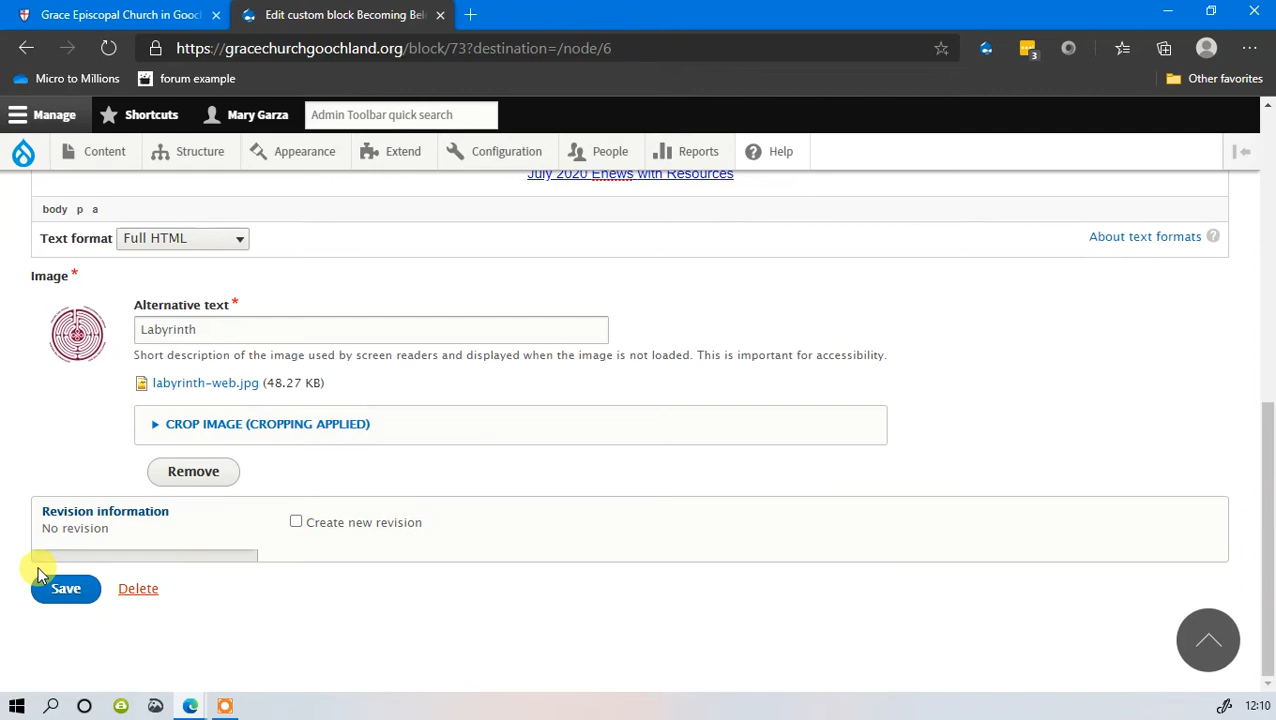 Grace Episcopal Church in Gooch
Edit custom block Becoming Bel
https://gracechurchgoochland.org/block/73?destination=/node/6
3
Micro to Millions
forum example
Other favorites
Manage
Shortcuts
Mary Garza
Admin Toolbar quick search
Content
Structure
Appearance
Extend
Configuration
People
Reports
Help
July 2020 Enews with Resources
body p a
Text format
Full HTML
About text formats ?
Image *
Alternative text *
Labyrinth
Short description of the image used by screen readers and displayed when the image is not loaded. This is important for accessibility.
labyrinth-web.jpg (48.27 KB)
CROP IMAGE (CROPPING APPLIED)
Remove
Revision information
No revision
Create new revision
Save
Delete
12:10